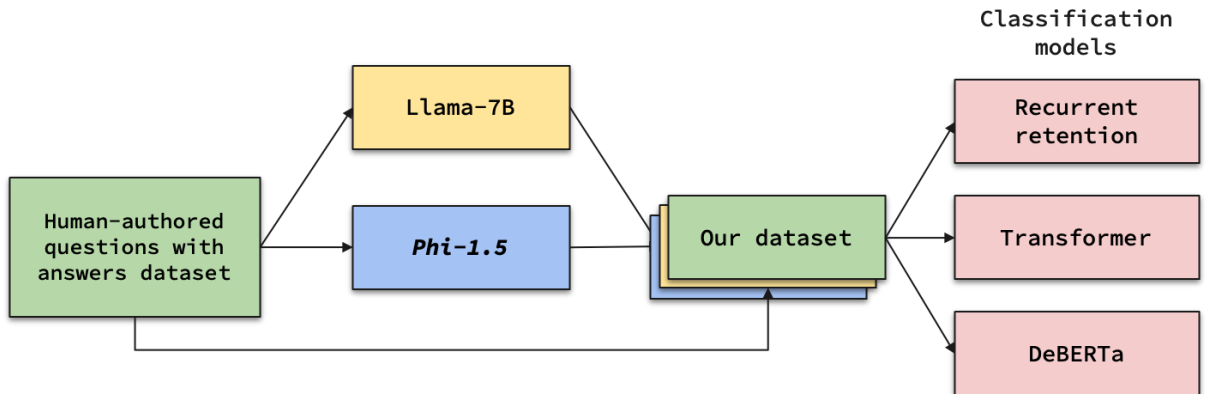 Classification
models
Llama-7B
Recurrent
retention
Human-authored
questions with
answers dataset
Phi-1.5
Our dataset
Transformer
DeBERTa